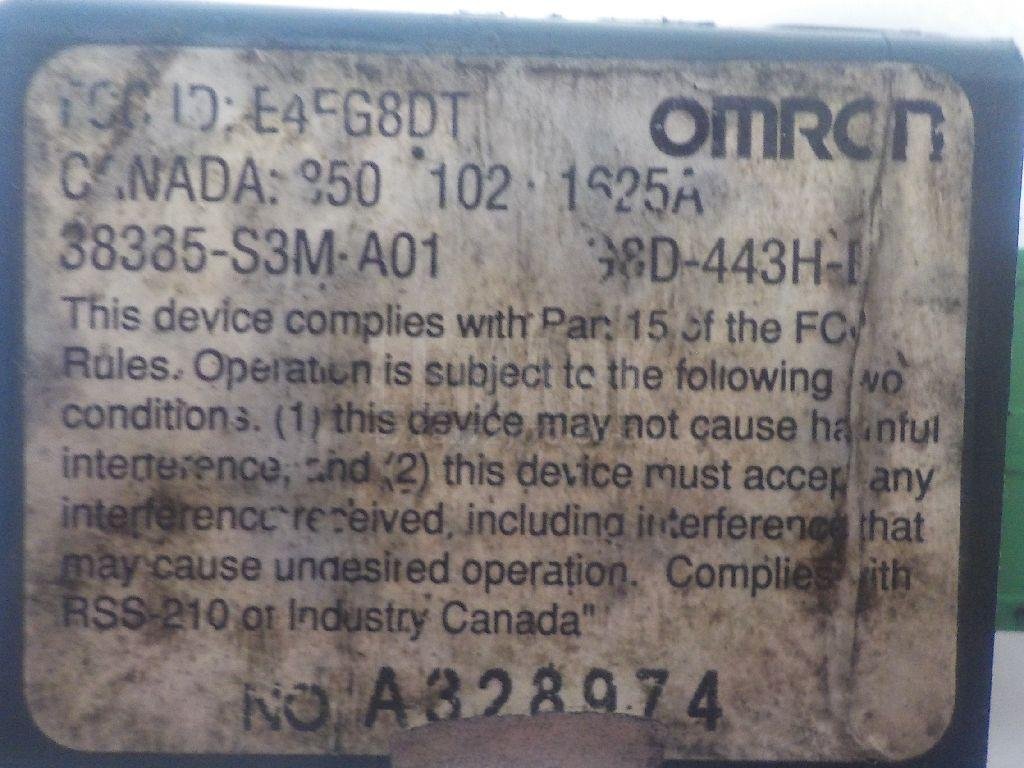 FCC ID: E4EG8DT OMRON
CANADA: 850 102 1625A
38385-S3M-A01 G8D-443H-
This device complies with Part 15 of the FCC
Rules. Operation is subject to the following two
conditions. (1) this device may not cause harmful
interference, and (2) this device must accept any
interference received, including interference that
may cause undesired operation. Complies with
RSS-210 of Industry Canada"
NO A328974